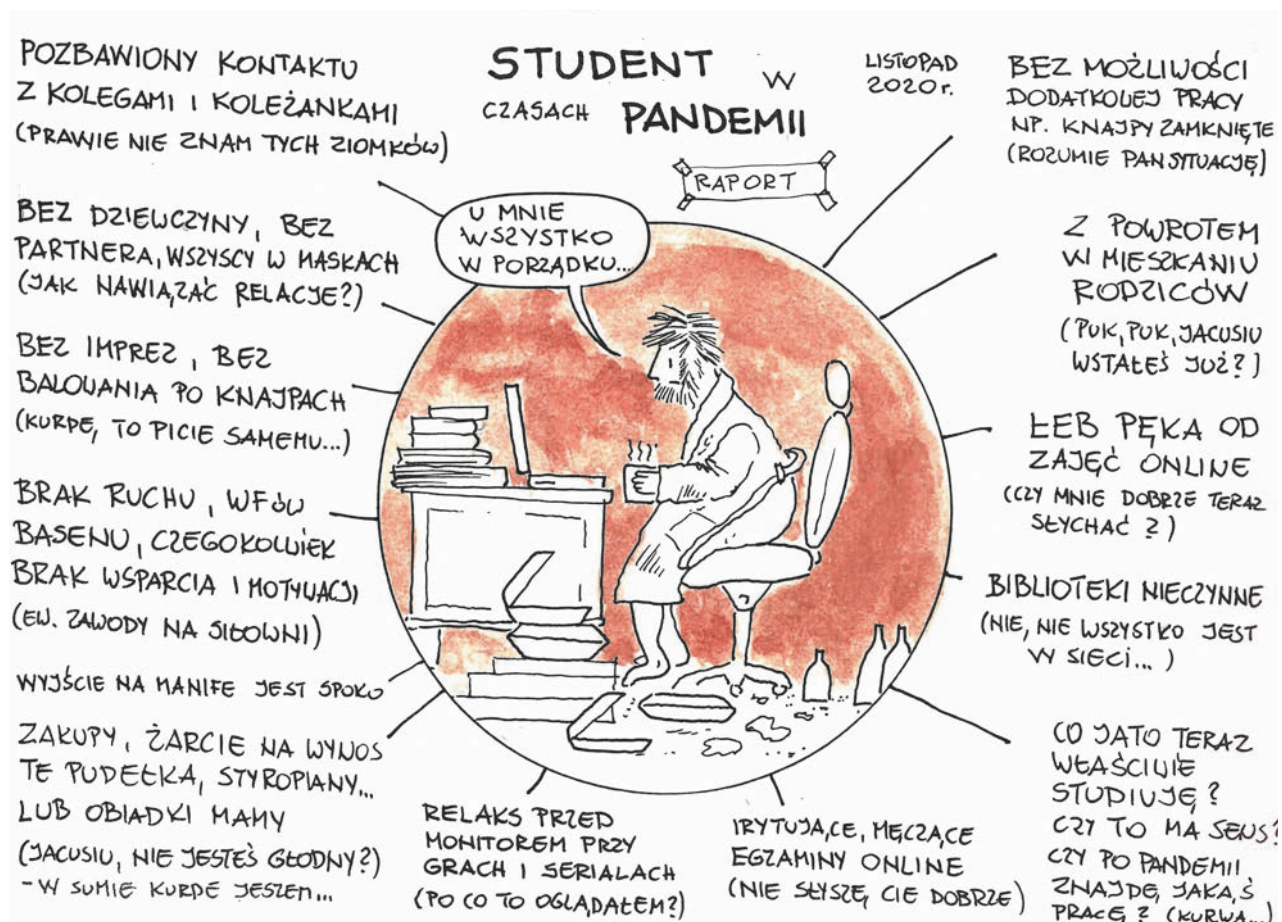 STUDENT W
CZASACH PANDEMII
LISTOPAD
2020 r.
RAPORT
U MNIE
WSZYSTKO
W PORZĄDKU...
POZBAWIONY KONTAKTU
Z KOLEGAMI I KOLEŻANKAMI
(PRAWIE NIE ZNAM TYCH ZIOMKÓW)
BEZ DZIEWCZYNY, BEZ
PARTNERA, WSZYSCY W MASKACH
(JAK NAWIĄZAĆ RELACJE?)
BEZ IMPREZ, BEZ
BALOWANIA PO KNAJPACH
(KURDE, TO PICIE SAMEMU...)
BRAK RUCHU, WFÓW
BASENU, CZEGOKOLWIEK
BRAK WSPARCIA I MOTYWACJI
(EW. ZAWODY NA SIŁOWNI)
WYJŚCIE NA MANIFE JEST SPOKO
ZAKUPY, ŻARCIE NA WYNOS
TE PUDEŁKA, STYROPIANY...
LUB OBIADKI MAMY
(JACUSIU, NIE JESTEŚ GŁODNY?)
- W SUMIE KURDE JESTEM...
RELAKS PRZED
MONITOREM PRZY
GRACH I SERIALACH
(PO CO TO OGLĄDAŁEM?)
IRYTUJĄCE, MĘCZĄCE
EGZAMINY ONLINE
(NIE SŁYSZĘ CIE DOBRZE)
BEZ MOŻLIWOŚCI
DODATKOWEJ PRACY
NP. KNAJPY ZAMKNIĘTE
(ROZUMIE PAN SYTUACJĘ)
Z POWROTEM
W MIESZKANIU
RODZICÓW
(PUK, PUK, JACUSIU
WSTAŁEŚ JUŻ?)
ŁEB PĘKA OD
ZAJĘĆ ONLINE
(CZY MNIE DOBRZE TERAZ
SŁYCHAĆ?)
BIBLIOTEKI NIECZYNNE
(NIE, NIE WSZYSTKO JEST
W SIECI...)
CO JA TO TERAZ
WŁAŚCIWIE
STUDIUJĘ?
CZY TO MA SENS?
CZY PO PANDEMII
ZNAJDĘ JAKĄŚ
PRACĘ? (KURWA...)